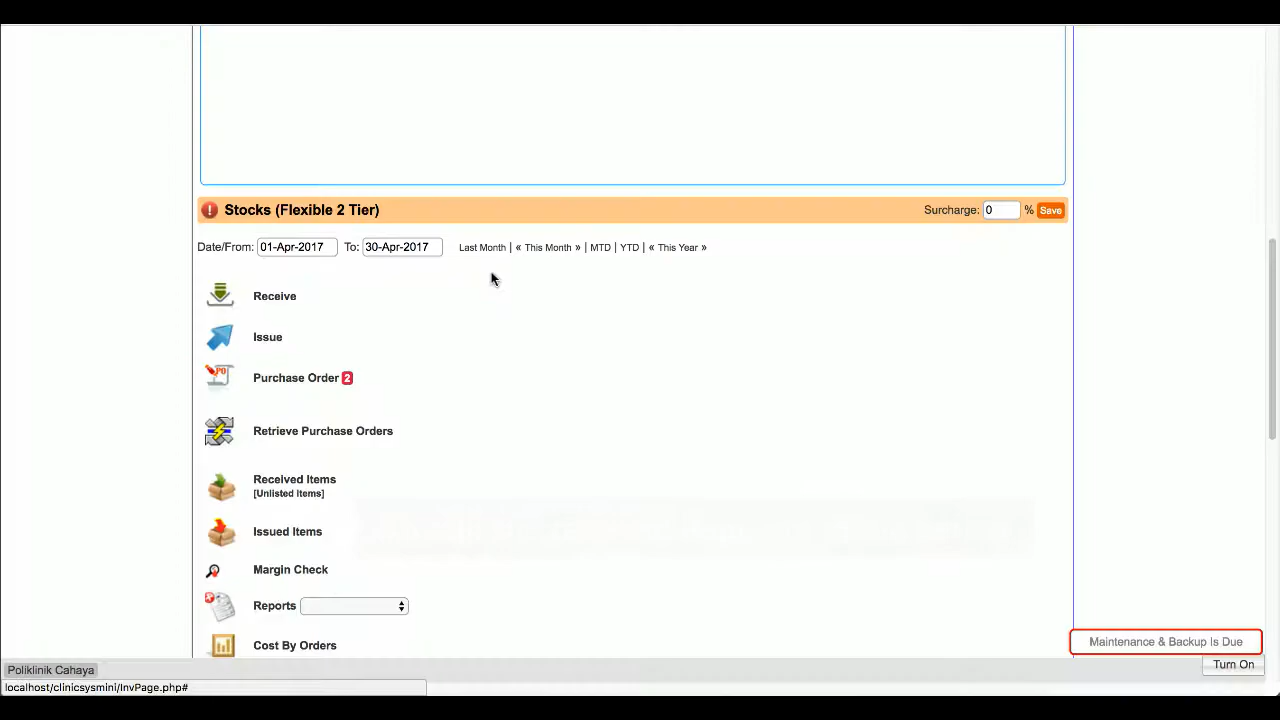 Stocks (Flexible 2 Tier)
Surcharge: 0 % Save
Date/From: 01-Apr-2017 To: 30-Apr-2017 Last Month | « This Month » | MTD | YTD | « This Year »
Receive
Issue
Purchase Order 2
Retrieve Purchase Orders
Received Items
[Unlisted Items]
Issued Items
Margin Check
Reports
Cost By Orders
Maintenance & Backup Is Due
Turn On
Poliklinik Cahaya
localhost/clinicsysmini/InvPage.php#